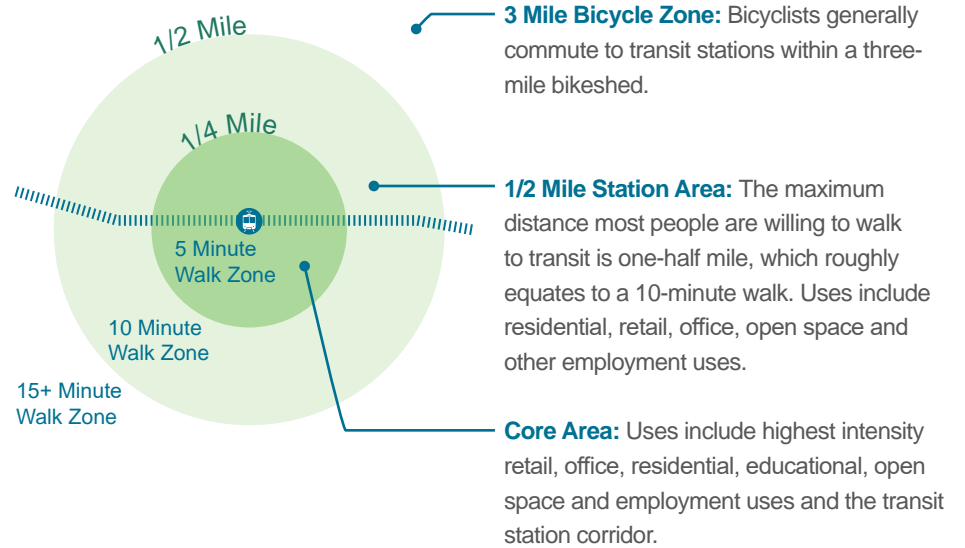 1/2 Mile
1/4 Mile
5 Minute
Walk Zone
10 Minute
Walk Zone
15+ Minute
Walk Zone
3 Mile Bicycle Zone: Bicyclists generally
commute to transit stations within a three-
mile bikeshed.
1/2 Mile Station Area: The maximum
distance most people are willing to walk
to transit is one-half mile, which roughly
equates to a 10-minute walk. Uses include
residential, retail, office, open space and
other employment uses.
Core Area: Uses include highest intensity
retail, office, residential, educational, open
space and employment uses and the transit
station corridor.